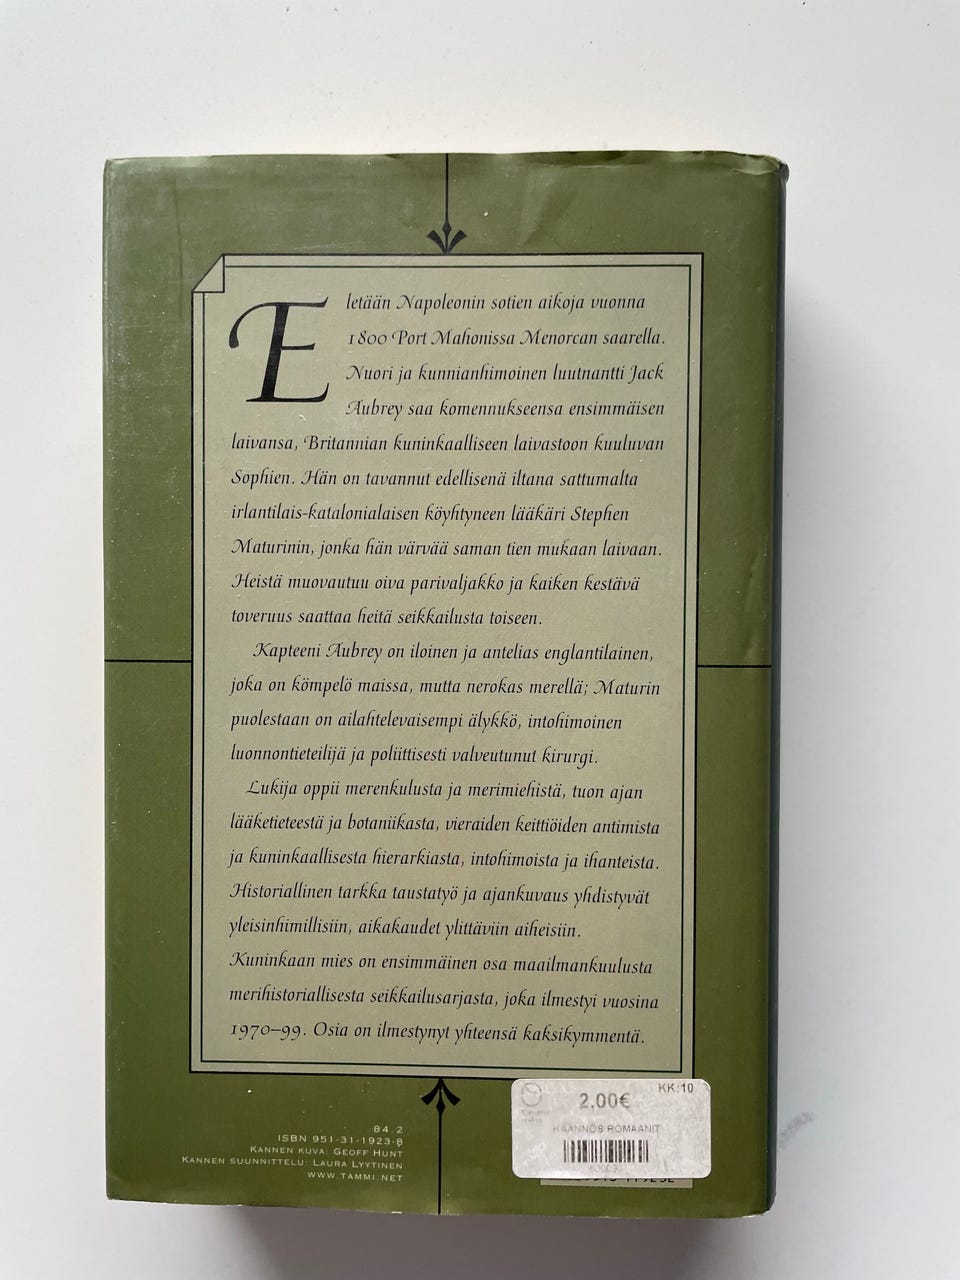 Eletään Napoleonin sotien aikoja vuonna
1800 Port Mahonissa Menorcan saarella.
Nuori ja kunnianhimoinen luutnantti Jack
Aubrey saa komennukseensa ensimmäisen
laivansa, Britannian kuninkaalliseen laivastoon kuuluvan
Sophien. Hän on tavannut edellisenä iltana sattumalta
irlantilais-katalonialaisen köyhtyneen lääkäri Stephen
Maturinin, jonka hän värvää saman tien mukaan laivaan.
Heistä muovautuu oiva parivaljakko ja kaiken kestävä
toveruus saattaa heitä seikkailusta toiseen.
Kapteeni Aubrey on iloinen ja antelias englantilainen,
joka on kömpelö maissa, mutta nerokas merellä; Maturin
puolestaan on ailahtelevaisempi älykkö, intohimoinen
luonnontieteilijä ja poliittisesti valveutunut kirurgi.
Lukija oppii merenkulusta ja merimiehistä, tuon ajan
lääketieteestä ja botaniikasta, vieraiden keittiöiden antimista
ja kuninkaallisesta hierarkiasta, intohimoista ja ihanteista.
Historiallinen tarkka taustatyö ja ajankuvaus yhdistyvät
yleisinhimillisiin, aikakaudet ylittäviin aiheisiin.
Kuninkaan mies on ensimmäinen osa maailmankuulusta
merihistoriallisesta seikkailusarjasta, joka ilmestyi vuosina
1970–99. Osia on ilmestynyt yhteensä kaksikymmentä.
84.2
ISBN 951-31-1923-8
KANNEN KUVA: GEOFF HUNT
KANNEN SUUNNITTELU: LAURA LYYTINEN
WWW.TAMMI.NET
KK:10
2,00€
KÄÄNNÖS ROMAANIT